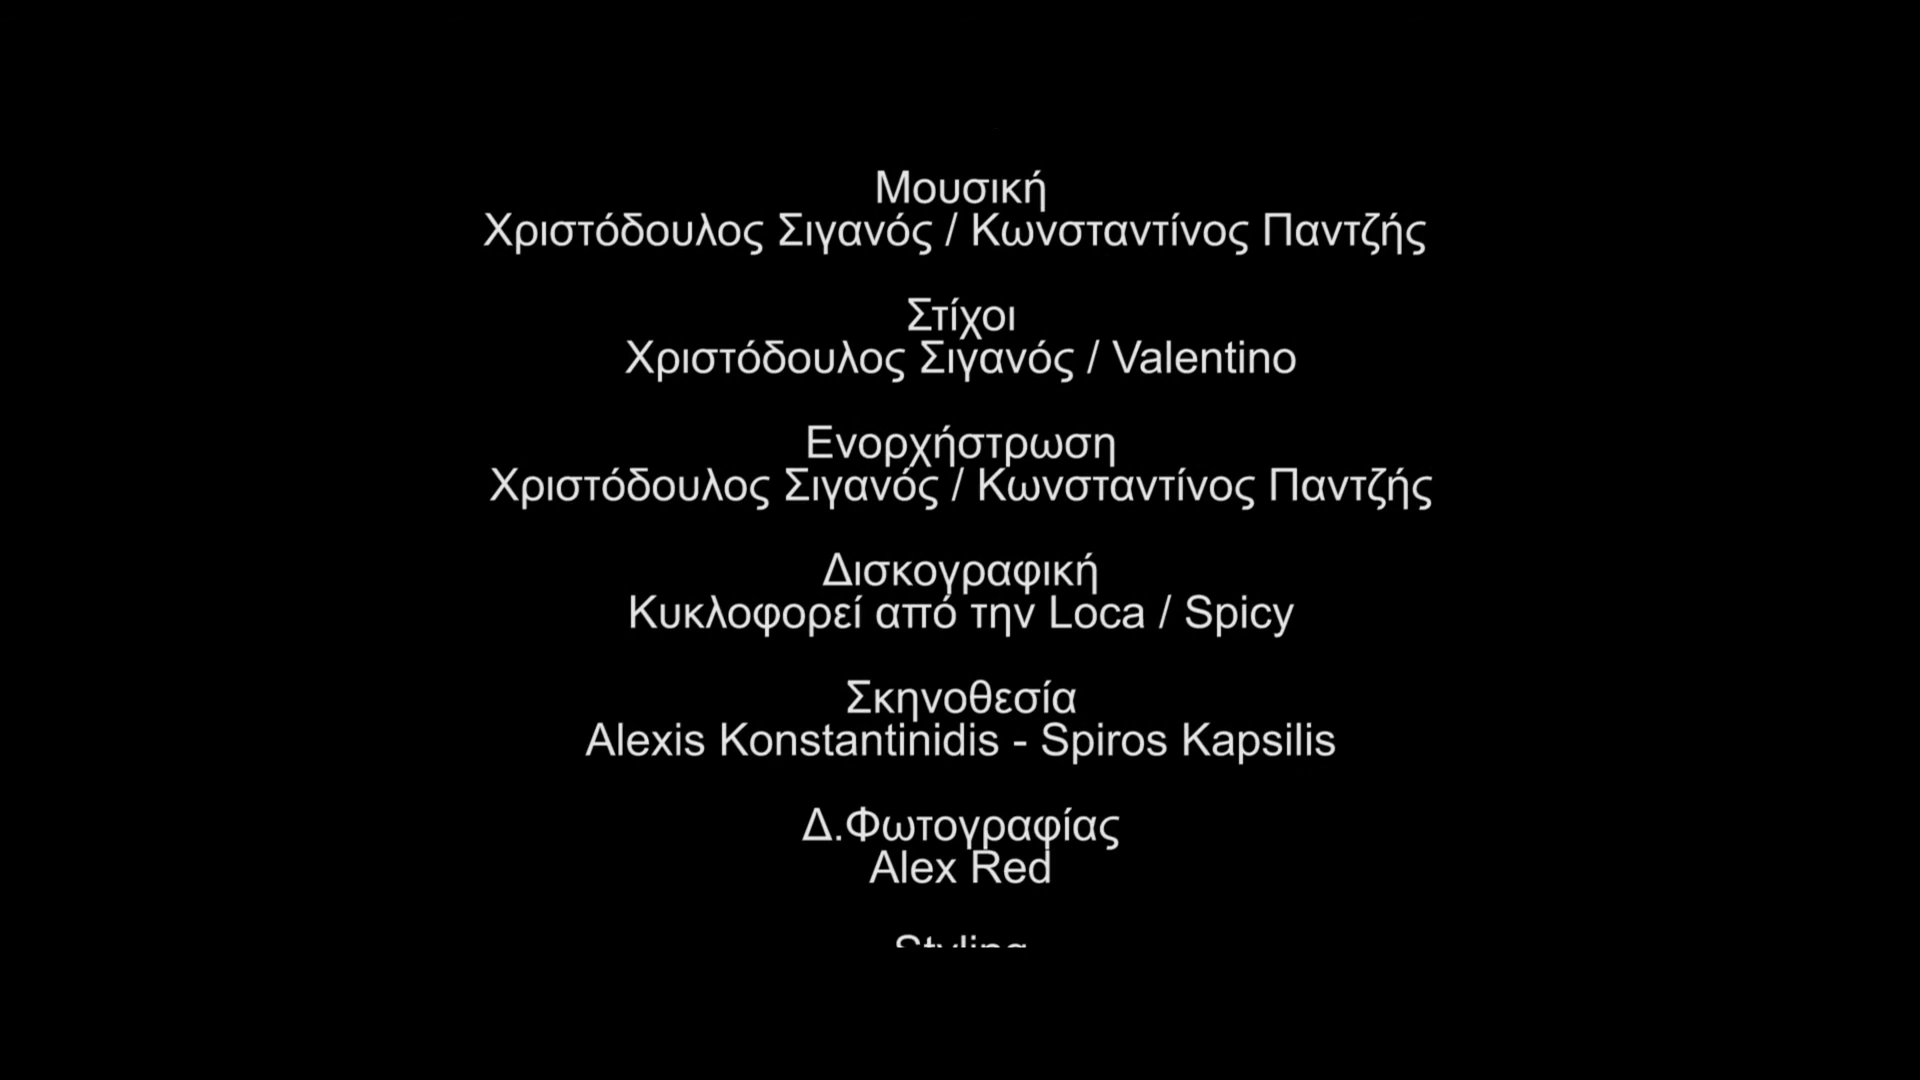 Μουσική
Χριστόδουλος Σιγανός / Κωνσταντίνος Παντζής
Στίχοι
Χριστόδουλος Σιγανός / Valentino
Ενορχήστρωση
Χριστόδουλος Σιγανός / Κωνσταντίνος Παντζής
Δισκογραφική
Κυκλοφορεί από την Loca / Spicy
Σκηνοθεσία
Alexis Konstantinidis - Spiros Kapsilis
Δ.Φωτογραφίας
Alex Red
Styling